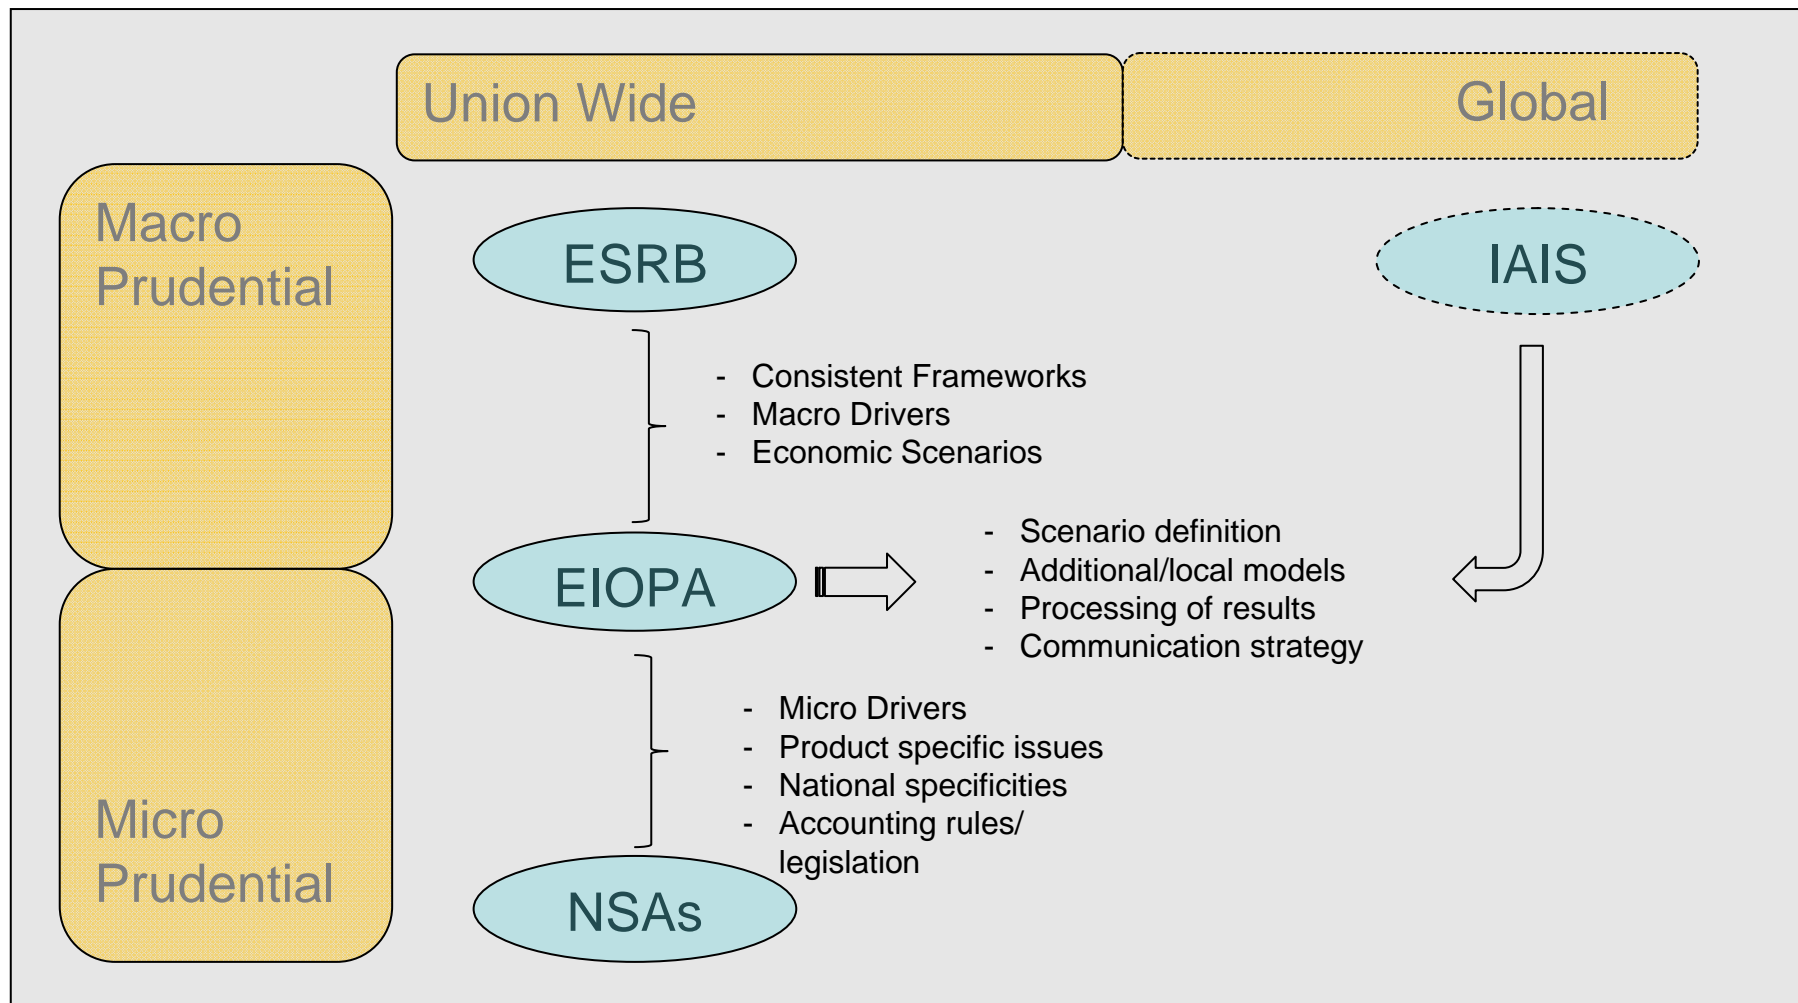 Union Wide
Global
Macro
Prudential
ESRB
IAIS
- Consistent Frameworks
- Macro Drivers
- Economic Scenarios
EIOPA
- Scenario definition
- Additional/local models
- Processing of results
- Communication strategy
- Micro Drivers
- Product specific issues
- National specificities
- Accounting rules/
legislation
Micro
Prudential
NSAs